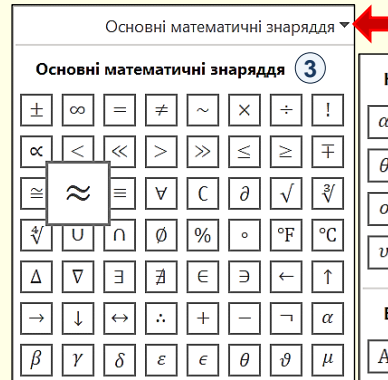 Основні математичні знаряддя
Основні математичні знаряддя 3
± ∞ = ≠ ~ × ÷ !
∝ < ≪ > ≫ ≤ ≥ ∓
≅ ≈ ≡ ∀ ∁ ∂ √ ∛
∜ ∪ ∩ ∅ % ° °F °C
∆ ∇ ∃ ∄ ∈ ∋ ← ↑
→ ↓ ↔ ∴ + − ¬ α
β γ δ ε ϵ θ ϑ μ